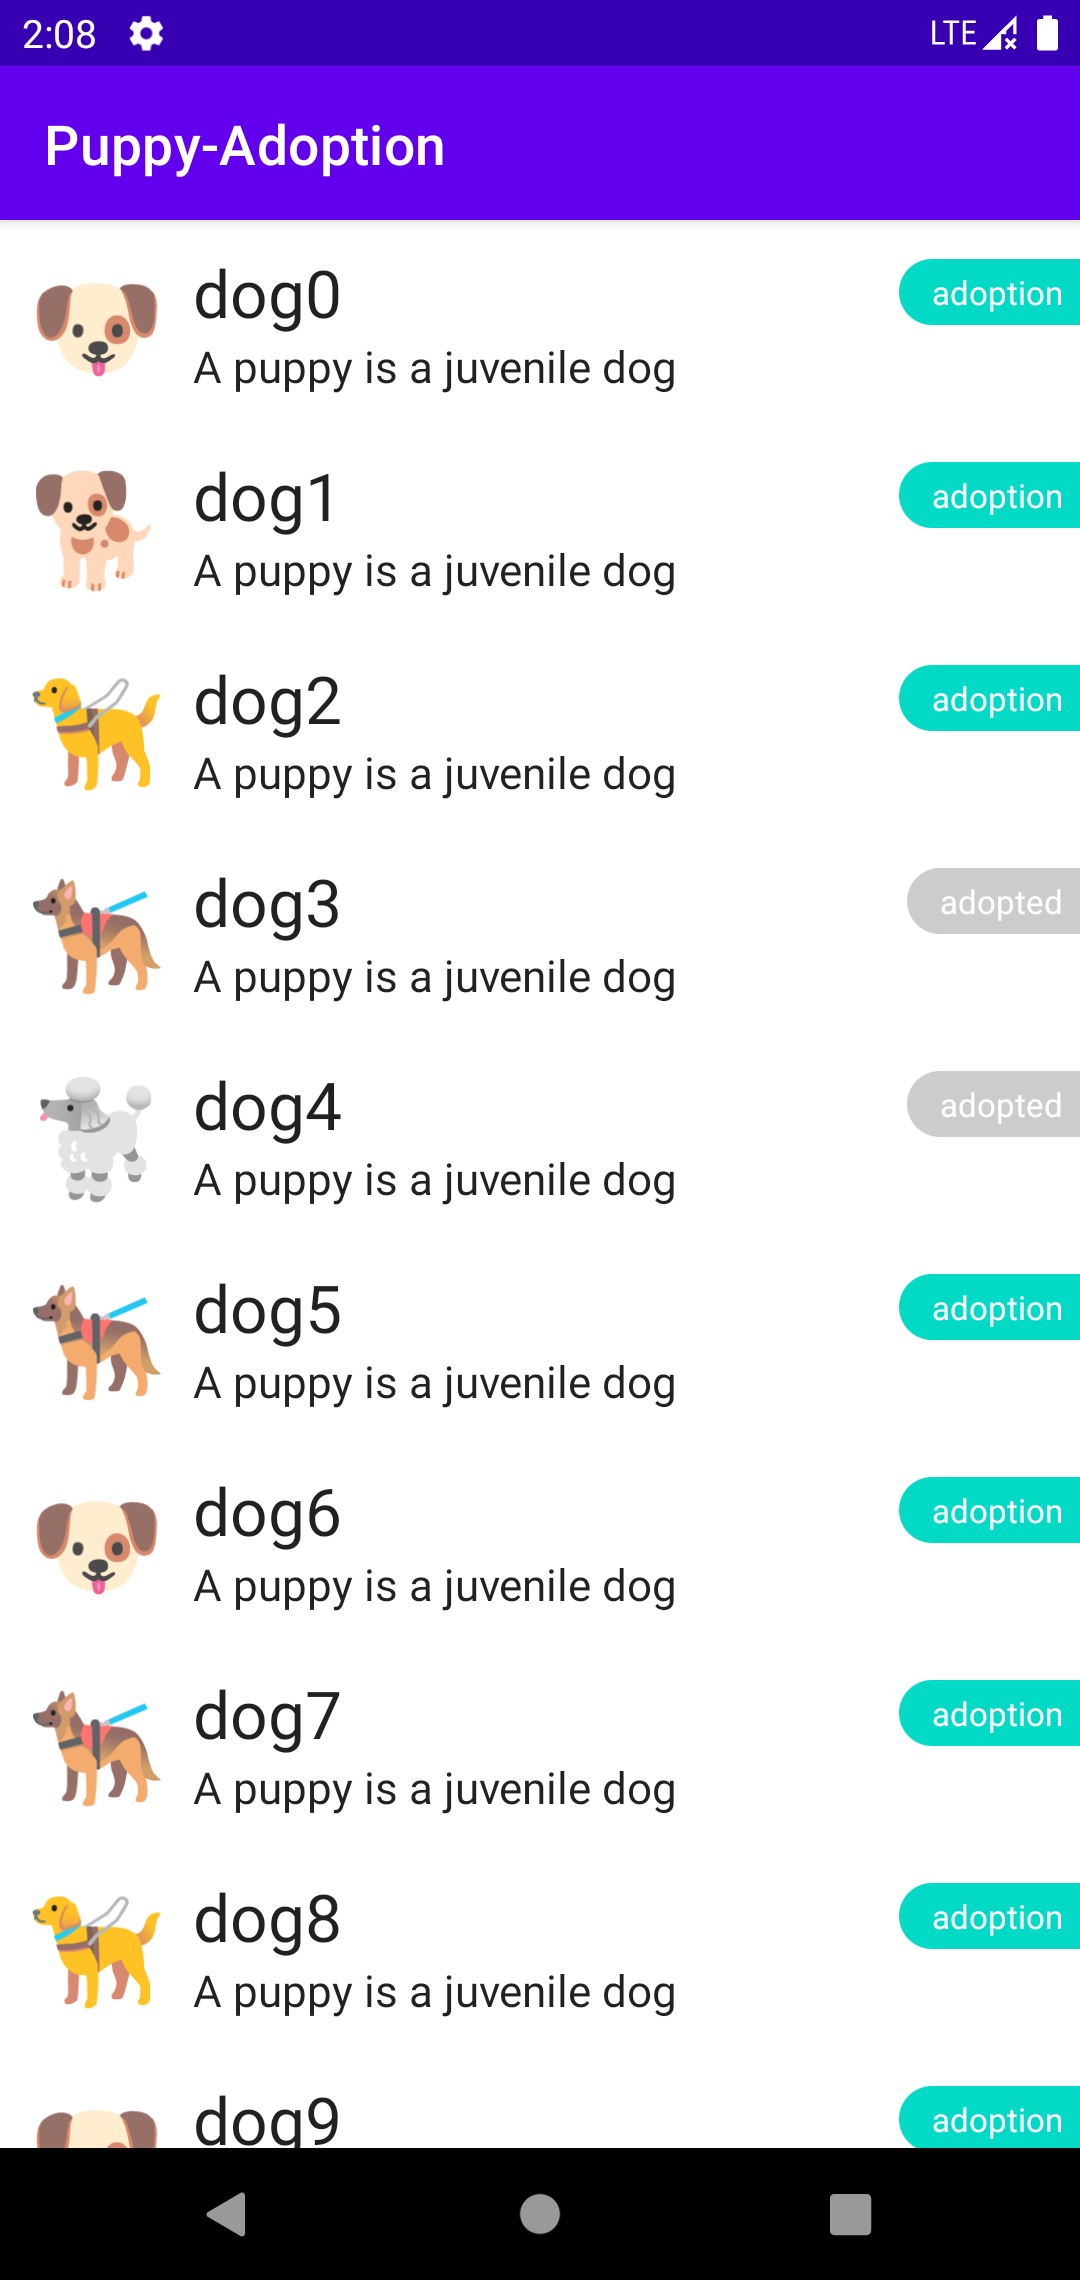 2:08 LTE
Puppy-Adoption
dog0 adoption
A puppy is a juvenile dog
dog1 adoption
A puppy is a juvenile dog
dog2 adoption
A puppy is a juvenile dog
dog3 adopted
A puppy is a juvenile dog
dog4 adopted
A puppy is a juvenile dog
dog5 adoption
A puppy is a juvenile dog
dog6 adoption
A puppy is a juvenile dog
dog7 adoption
A puppy is a juvenile dog
dog8 adoption
A puppy is a juvenile dog
dog9 adoption